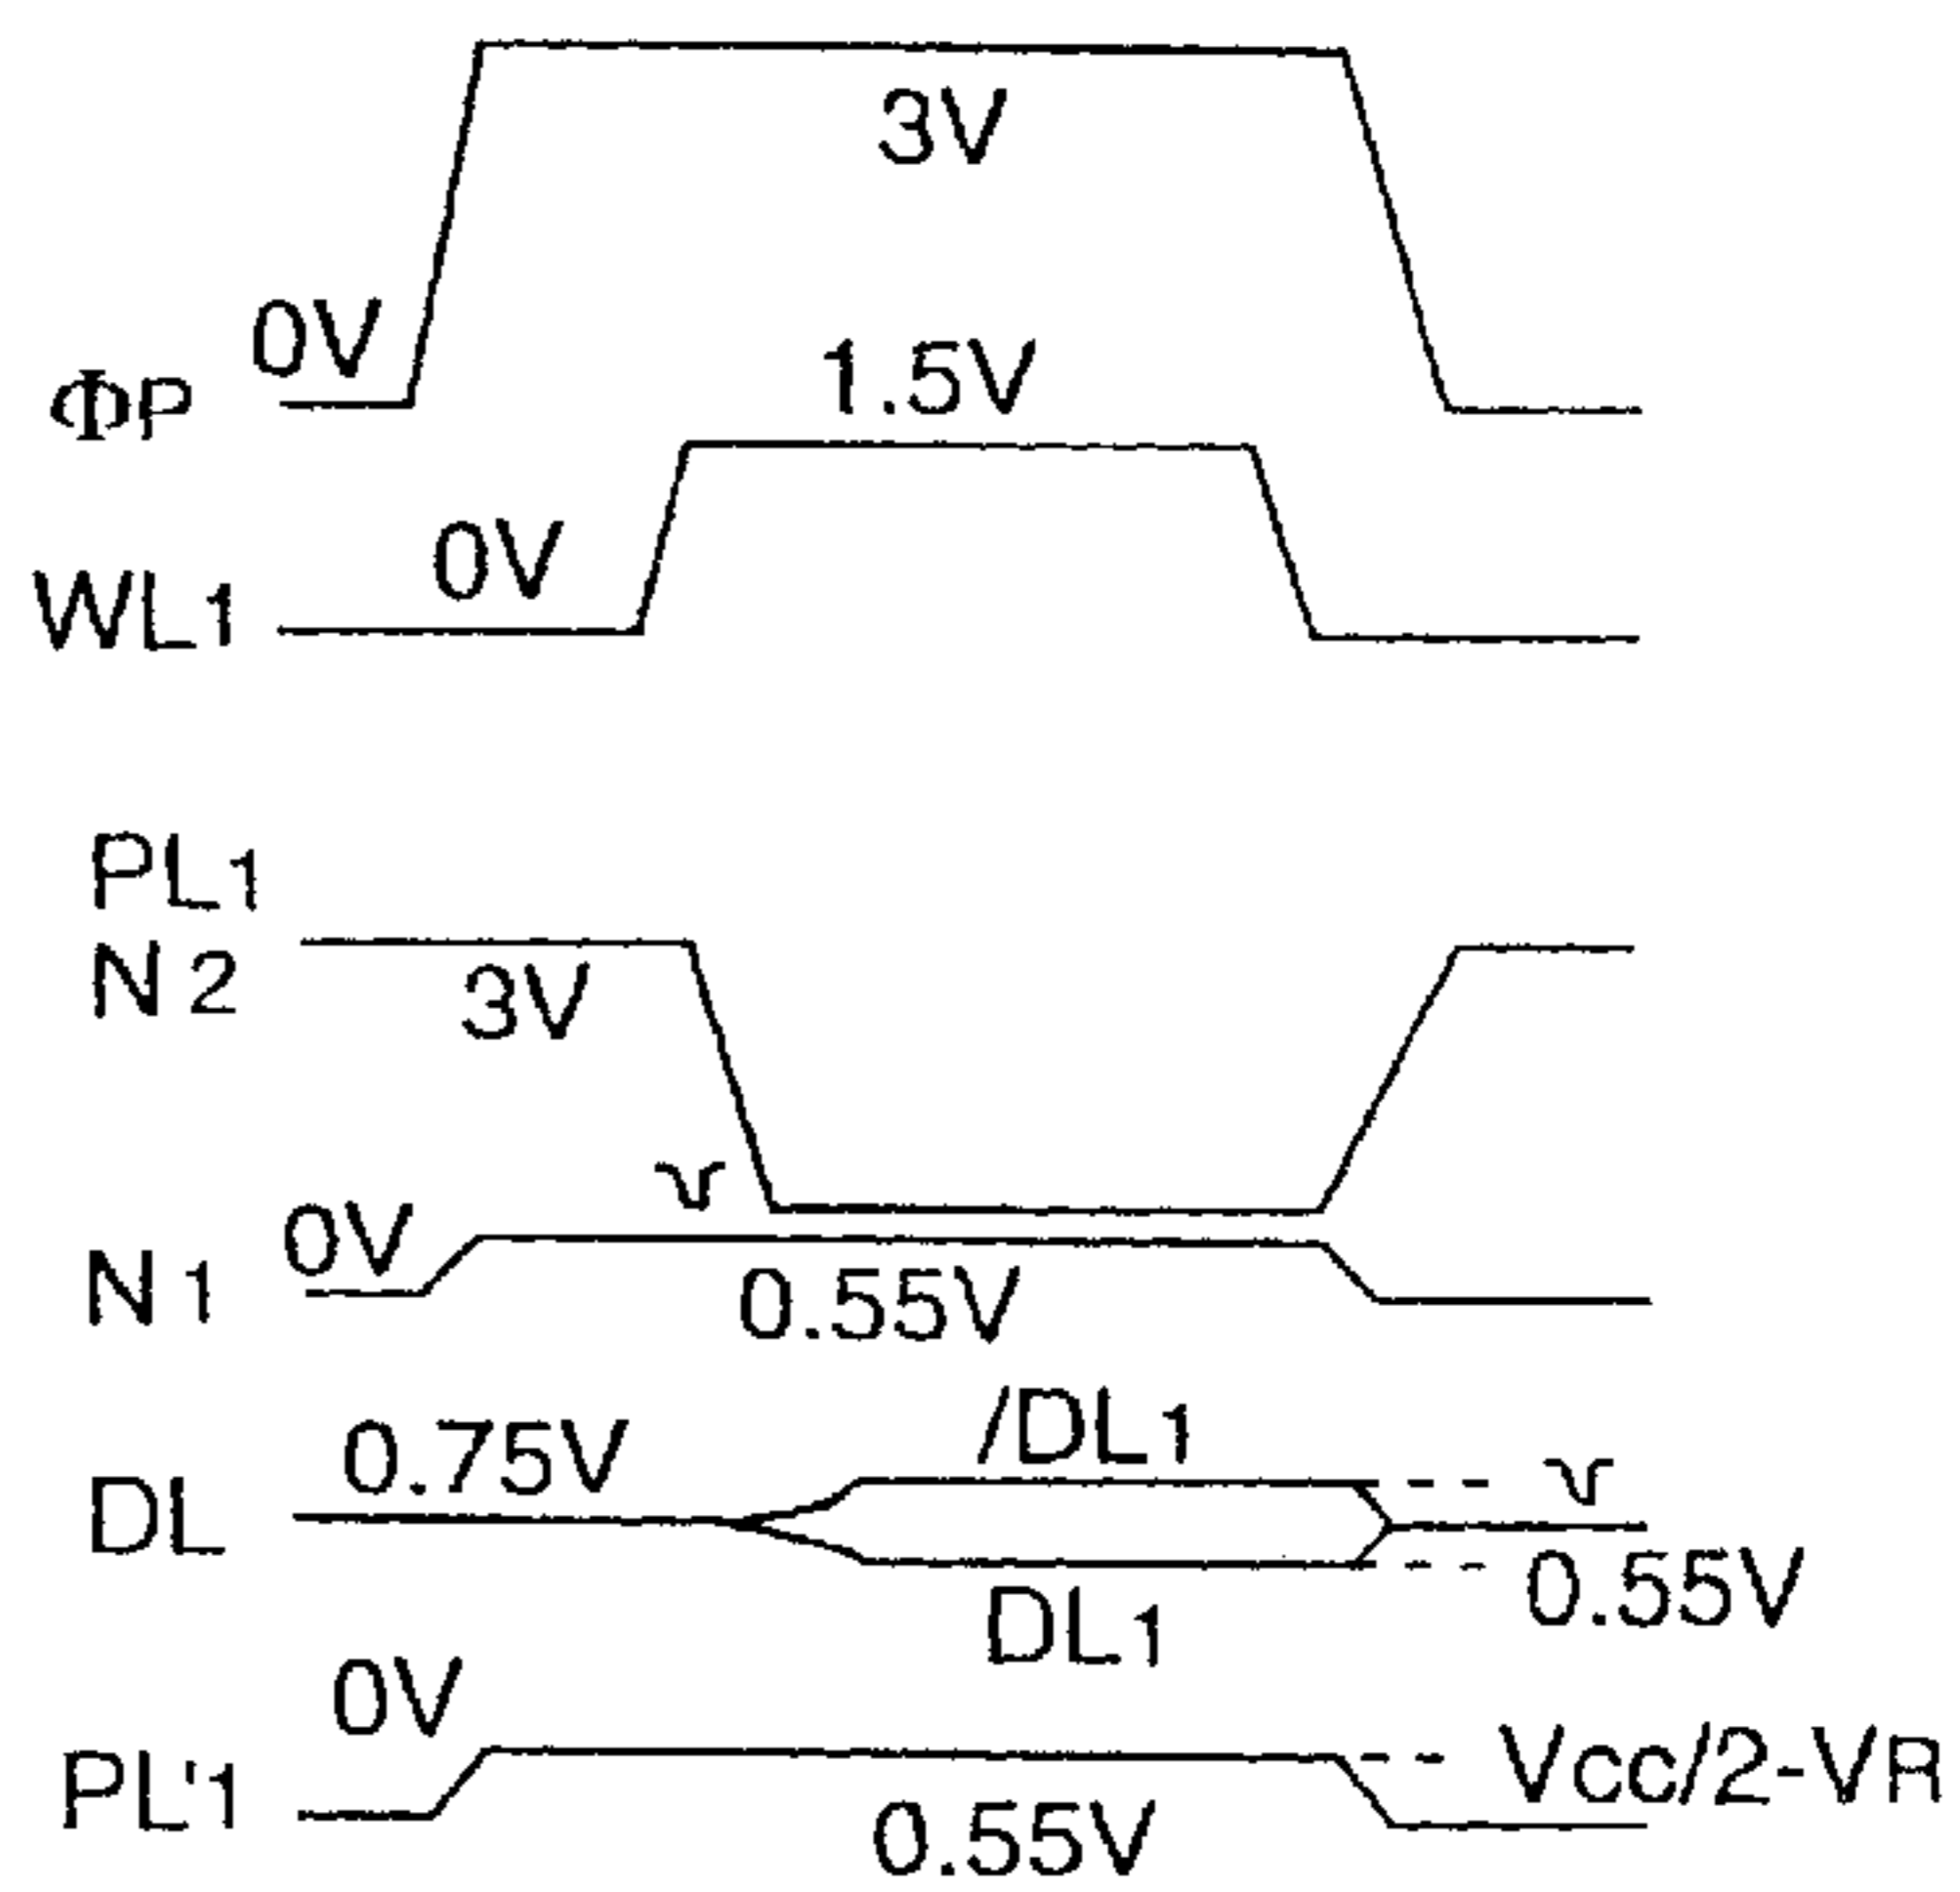 3V
0V
ΦP
1.5V
0V
WL1
PL1
N2
3V
0V
N1
0.55V
/DL1
0.75V
DL
0.55V
DL1
0V
PL'1
Vcc/2-VR
0.55V